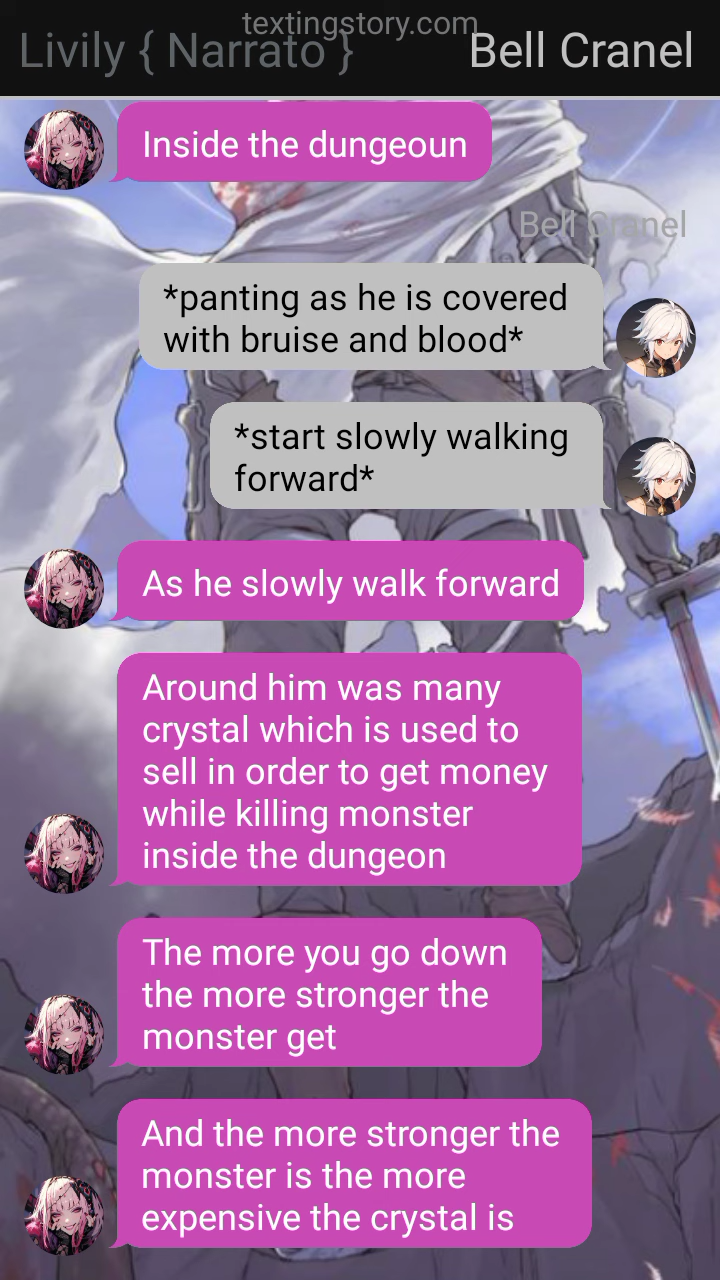 textingstory.com
Livily { Narrato }
Bell Cranel
Inside the dungeoun
Bell Cranel
*panting as he is covered
with bruise and blood*
*start slowly walking
forward*
As he slowly walk forward
Around him was many
crystal which is used to
sell in order to get money
while killing monster
inside the dungeon
The more you go down
the more stronger the
monster get
And the more stronger the
monster is the more
expensive the crystal is